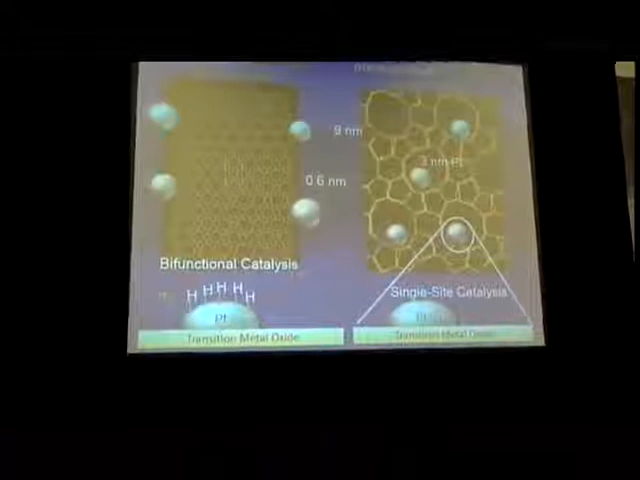 9 nm
3 nm Pt
0.6 nm
Bifunctional Catalysis
H H H H H
Pt
Transition Metal Oxide
Single-Site Catalysis
Transition Metal Oxide